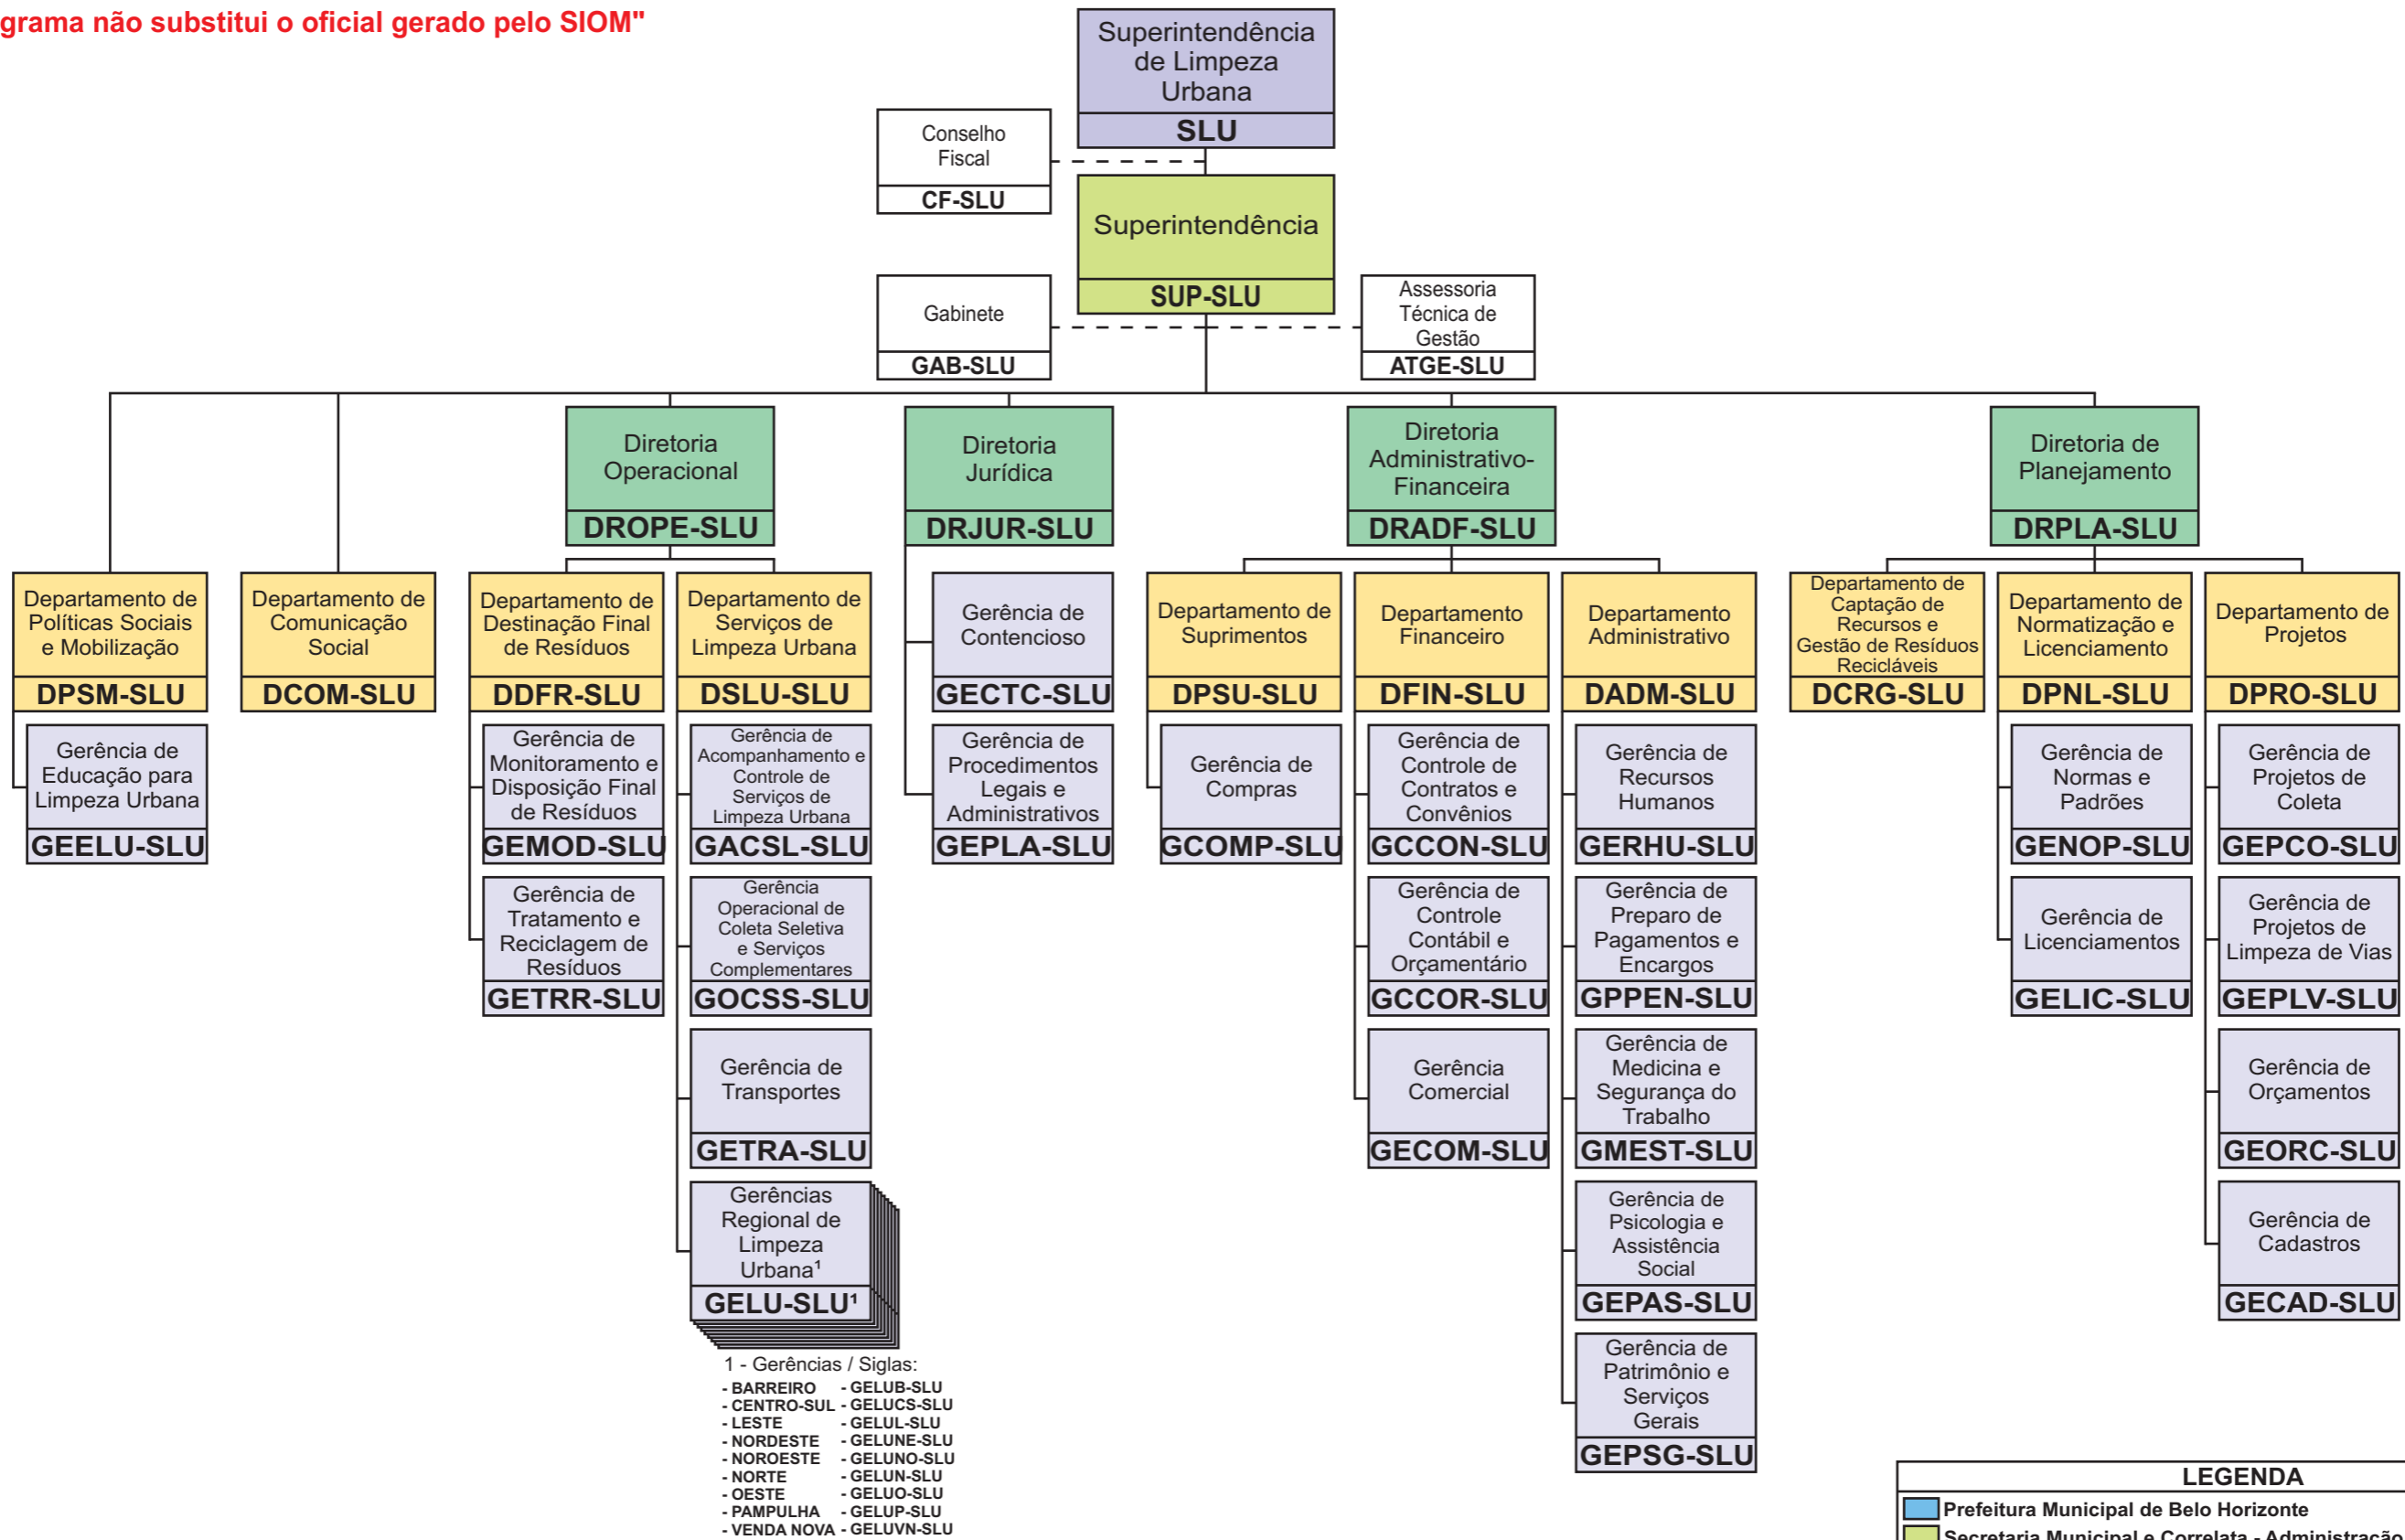 grama não substitui o oficial gerado pelo SIOM"
Superintendência
de Limpeza
Urbana
SLU
Conselho
Fiscal
CF-SLU
Superintendência
SUP-SLU
Gabinete
GAB-SLU
Assessoria
Técnica de
Gestão
ATGE-SLU
Diretoria
Operacional
DROPE-SLU
Diretoria
Jurídica
DRJUR-SLU
Diretoria
Administrativo-
Financeira
DRADF-SLU
Diretoria de
Planejamento
DRPLA-SLU
Departamento de
Políticas Sociais
e Mobilização
DPSM-SLU
Departamento de
Comunicação
Social
DCOM-SLU
Departamento de
Destinação Final
de Resíduos
DDFR-SLU
Departamento de
Serviços de
Limpeza Urbana
DSLU-SLU
Gerência de
Contencioso
GECTC-SLU
Departamento de
Suprimentos
DPSU-SLU
Departamento
Financeiro
DFIN-SLU
Departamento
Administrativo
DADM-SLU
Departamento de
Captação de
Recursos e
Gestão de Resíduos
Recicláveis
DCRG-SLU
Departamento de
Normatização e
Licenciamento
DPNL-SLU
Departamento de
Projetos
DPRO-SLU
Gerência de
Educação para
Limpeza Urbana
GEELU-SLU
Gerência de
Monitoramento e
Disposição Final
de Resíduos
GEMOD-SLU
Gerência de
Acompanhamento e
Controle de
Serviços de
Limpeza Urbana
GACSL-SLU
Gerência de
Procedimentos
Legais e
Administrativos
GEPLA-SLU
Gerência de
Compras
GCOMP-SLU
Gerência de
Controle de
Contratos e
Convênios
GCCON-SLU
Gerência de
Recursos
Humanos
GERHU-SLU
Gerência de
Normas e
Padrões
GENOP-SLU
Gerência de
Projetos de
Coleta
GEPCO-SLU
Gerência de
Tratamento e
Reciclagem de
Resíduos
GETRR-SLU
Gerência
Operacional de
Coleta Seletiva
e Serviços
Complementares
GOCSS-SLU
Gerência de
Controle
Contábil e
Orçamentário
GCCOR-SLU
Gerência de
Preparo de
Pagamentos e
Encargos
GPPEN-SLU
Gerência de
Licenciamentos
GELIC-SLU
Gerência de
Projetos de
Limpeza de Vias
GEPLV-SLU
Gerência de
Transportes
GETRA-SLU
Gerência
Comercial
GECOM-SLU
Gerência de
Medicina e
Segurança do
Trabalho
GMEST-SLU
Gerência de
Orçamentos
GEORC-SLU
Gerências
Regional de
Limpeza
Urbana¹
GELU-SLU¹
Gerência de
Psicologia e
Assistência
Social
GEPAS-SLU
Gerência de
Cadastros
GECAD-SLU
Gerência de
Patrimônio e
Serviços
Gerais
GEPSG-SLU
1 - Gerências / Siglas:
- BARREIRO - GELUB-SLU
- CENTRO-SUL - GELUCS-SLU
- LESTE - GELUL-SLU
- NORDESTE - GELUNE-SLU
- NOROESTE - GELUNO-SLU
- NORTE - GELUN-SLU
- OESTE - GELUO-SLU
- PAMPULHA - GELUP-SLU
- VENDA NOVA - GELUVN-SLU
LEGENDA
Prefeitura Municipal de Belo Horizonte
Secretaria Municipal e Correlata - Administração